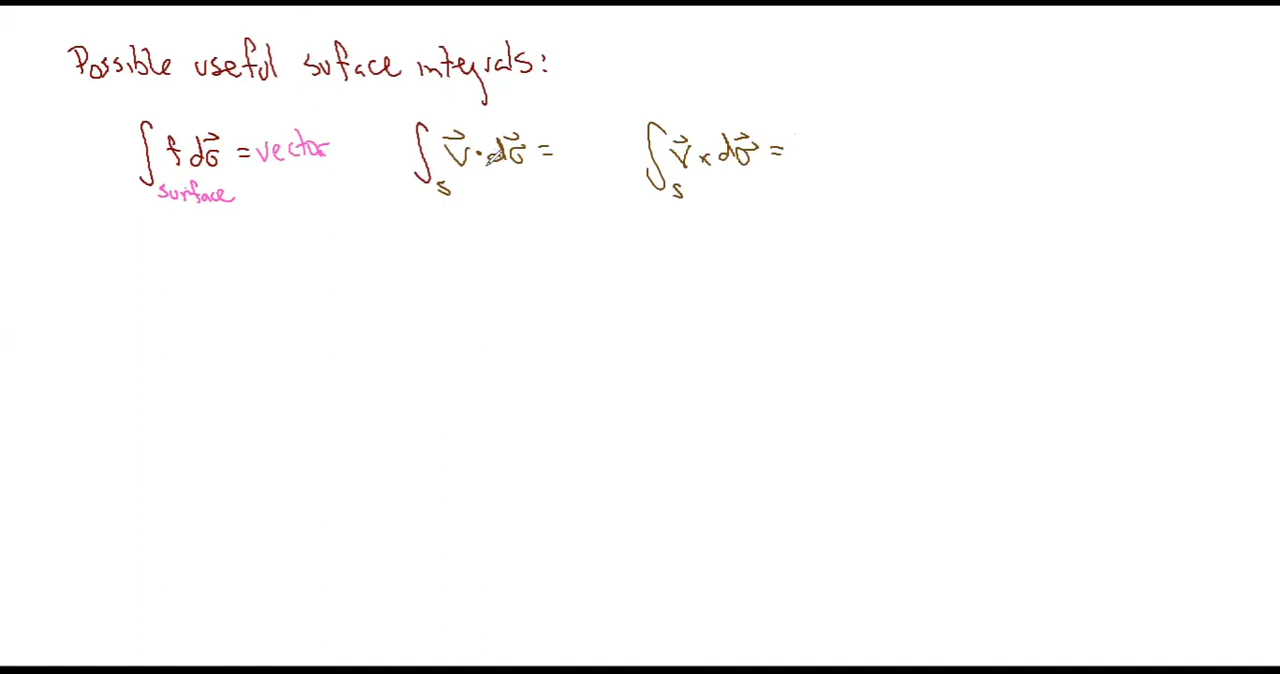 Possible useful suface integrals:
∫ f dσ⃗ = vector ∫ V⃗ · dσ⃗ = ∫ V⃗ × dσ⃗ =
surface s s